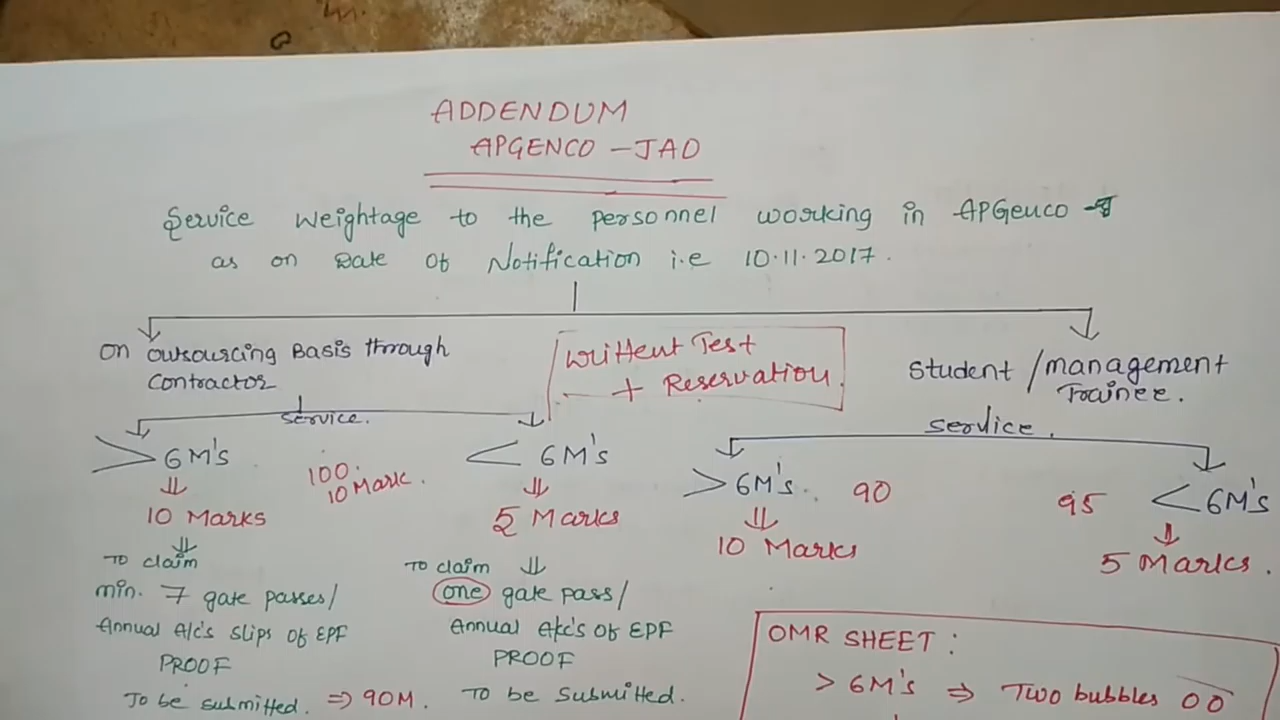 ADDENDUM
APGENCO - JAO
Service Weightage to the personnel working in APGenco
as on Date of Notification i.e 10.11.2017.
On Outsourcing Basis through
Contractor
Service.
> 6M's
⇓
10 Marks
⇓
To claim
min. 7 gate passes/
Annual A/c's slips of EPF
PROOF
To be submitted. ⇒ 90M.
100
10 Mark.
< 6M's
⇓
5 Marks
⇓
To claim
one gate pass/
Annual A/c's of EPF
PROOF
To be submitted.
Written Test
+ Reservation.
Student / management
Trainee.
Service.
> 6M's. 90
⇓
10 Marks
95 < 6M's
⇓
5 Marks.
OMR SHEET :
> 6M's ⇒ Two bubbles 00